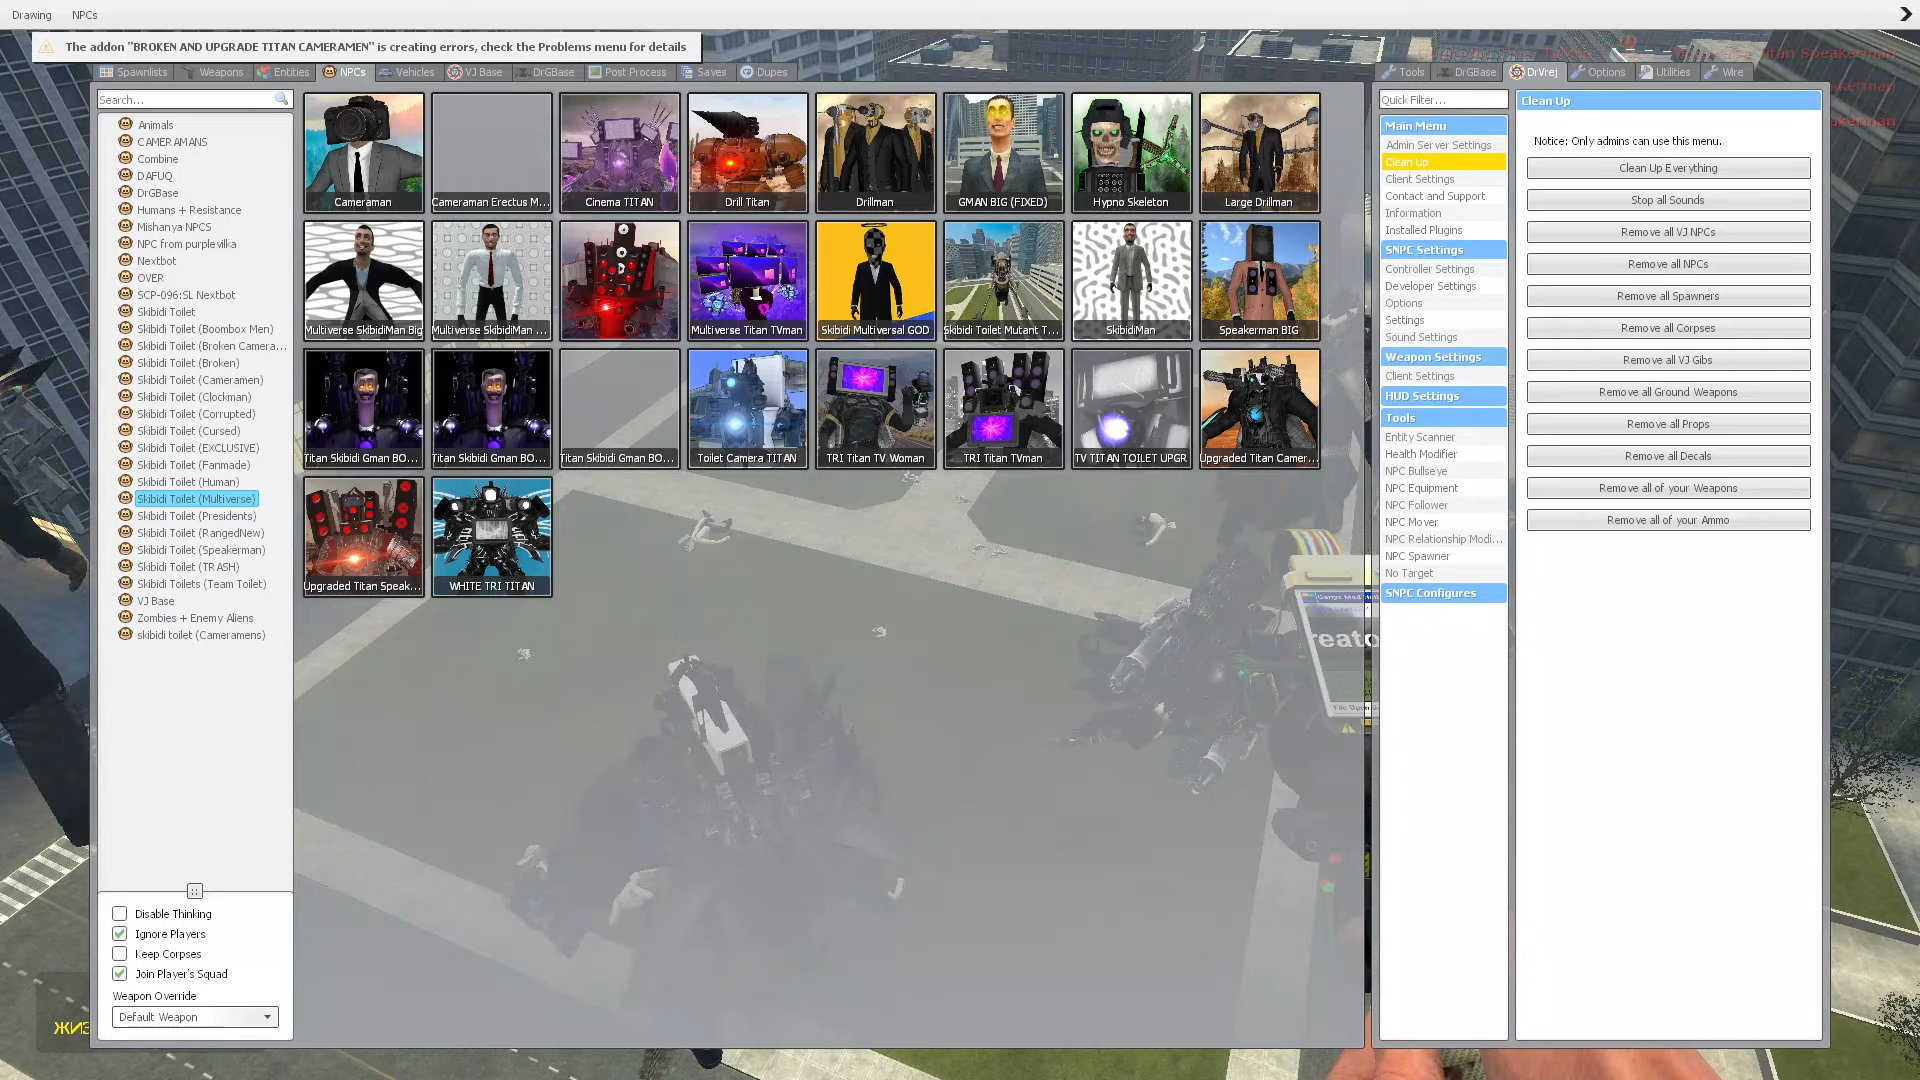 Drawing NPCs
The addon "BROKEN AND UPGRADE TITAN CAMERAMEN" is creating errors, check the Problems menu for details
Spawnlists Weapons Entities NPCs Vehicles VJ Base DrGBase Post Process Saves Dupes
Search...
Animals
CAMERAMANS
Combine
DAFUQ
DrGBase
Humans + Resistance
Mishanya NPCS
NPC from purplevilka
Nextbot
OVER
SCP-096:SL Nextbot
Skibidi Toilet
Skibidi Toilet (Boombox Men)
Skibidi Toilet (Broken Camera...
Skibidi Toilet (Broken)
Skibidi Toilet (Cameramen)
Skibidi Toilet (Clockman)
Skibidi Toilet (Corrupted)
Skibidi Toilet (Cursed)
Skibidi Toilet (EXCLUSIVE)
Skibidi Toilet (Fanmade)
Skibidi Toilet (Human)
Skibidi Toilet (Multiverse)
Skibidi Toilet (Presidents)
Skibidi Toilet (RangedNew)
Skibidi Toilet (Speakerman)
Skibidi Toilet (TRASH)
Skibidi Toilets (Team Toilet)
VJ Base
Zombies + Enemy Aliens
skibidi toilet (Cameramens)
Disable Thinking
Ignore Players
Keep Corpses
Join Player's Squad
Weapon Override
Default Weapon
ЖИЗ
Cameraman Cameraman Erectus M... Cinema TITAN Drill Titan Drillman GMAN BIG (FIXED) Hypno Skeleton Large Drillman
Multiverse SkibidiMan Big Multiverse SkibidiMan ... Multiverse Titan TVman Skibidi Multiversal GOD Skibidi Toilet Mutant T... SkibidiMan Speakerman BIG
Titan Skibidi Gman BO... Titan Skibidi Gman BO... Titan Skibidi Gman BO... Toilet Camera TITAN TRI Titan TV Woman TRI Titan TVman TV TITAN TOILET UPGR Upgraded Titan Camer...
Upgraded Titan Speak... WHITE TRI TITAN
reato
Tools DrGBase DrVrej Options Utilities Wire
Quick Filter...
Main Menu
Admin Server Settings
Clean Up
Client Settings
Contact and Support
Information
Installed Plugins
SNPC Settings
Controller Settings
Developer Settings
Options
Settings
Sound Settings
Weapon Settings
Client Settings
HUD Settings
Tools
Entity Scanner
Health Modifier
NPC Bullseye
NPC Equipment
NPC Follower
NPC Mover
NPC Relationship Modi...
NPC Spawner
No Target
SNPC Configures
Clean Up
Notice: Only admins can use this menu.
Clean Up Everything
Stop all Sounds
Remove all VJ NPCs
Remove all NPCs
Remove all Spawners
Remove all Corpses
Remove all VJ Gibs
Remove all Ground Weapons
Remove all Props
Remove all Decals
Remove all of your Weapons
Remove all of your Ammo
Titan Speakerman